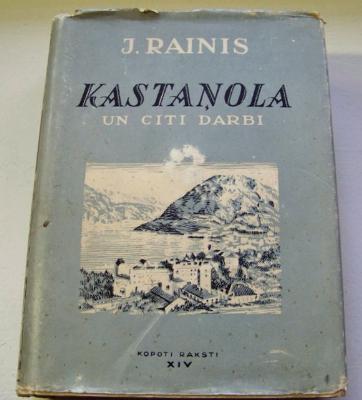 J. RAINIS
KASTAŅOLA
UN CITI DARBI
KOPOTI RAKSTI
XIV